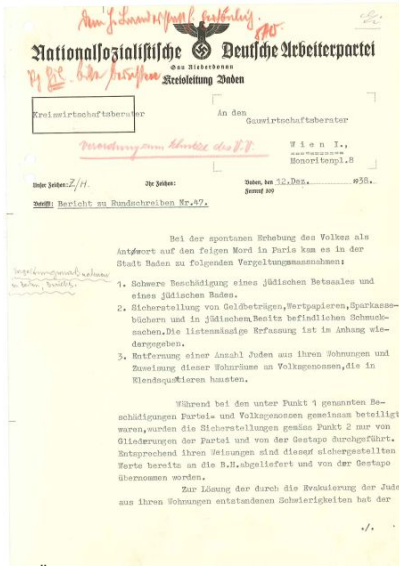 Nationalsozialistische Deutsche Arbeiterpartei
Gau Niederdonau
Kreisleitung Baden
Kreiswirtschaftsberater
An den
Gauwirtschaftsberater
Wien I.,
Monoritenpl.8
Unser Zeichen: Z/H. Ihr Zeichen: Baden, den 12.Dez. 1938.
Fernruf 209
Betrifft: Bericht zu Rundschreiben Nr.47.
Bei der spontanen Erhebung des Volkes als
Antwort auf den feigen Mord in Paris kam es in der
Stadt Baden zu folgenden Vergeltungsmassnahmen:
1. Schwere Beschädigung eines jüdischen Betsaales und
eines jüdischen Bades.
2. Sicherstellung von Geldbeträgen, Wertpapieren, Sparkasse-
büchern und in jüdischem Besitz befindlichen Schmuck-
sachen. Die listenmässige Erfassung ist im Anhang wie-
dergegeben.
3. Entfernung einer Anzahl Juden aus ihren Wohnungen und
Zuweisung dieser Wohnräume an Volksgenossen, die in
Elendsquartieren hausten.
Während bei den unter Punkt 1 genannten Be-
schädigungen Partei- und Volksgenossen gemeinsam beteiligt
waren, wurden die Sicherstellungen gemäss Punkt 2 nur von
Gliederungen der Partei und von der Gestapo durchgeführt.
Entsprechend ihren Weisungen sind diese sichergestellten
Werte bereits an die B.H. abgeliefert und von der Gestapo
übernommen worden.
Zur Lösung der durch die Evakuierung der Jude
aus ihren Wohnungen entstandenen Schwierigkeiten hat der
./.